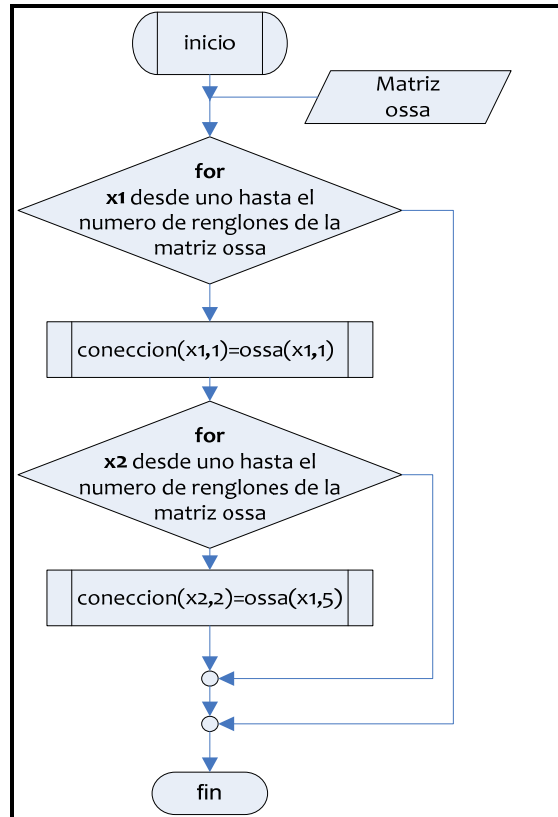 inicio
Matriz
ossa
for
x1 desde uno hasta el
numero de renglones de la
matriz ossa
coneccion(x1,1)=ossa(x1,1)
for
x2 desde uno hasta el
numero de renglones de la
matriz ossa
coneccion(x2,2)=ossa(x1,5)
fin